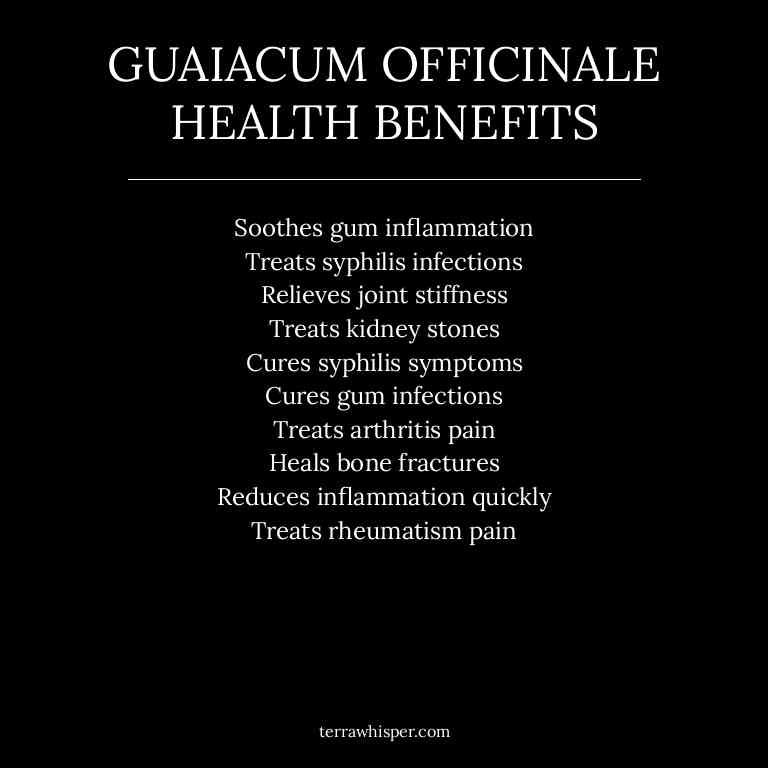 GUAIACUM OFFICINALE
HEALTH BENEFITS
Soothes gum inflammation
Treats syphilis infections
Relieves joint stiffness
Treats kidney stones
Cures syphilis symptoms
Cures gum infections
Treats arthritis pain
Heals bone fractures
Reduces inflammation quickly
Treats rheumatism pain
terrawhisper.com